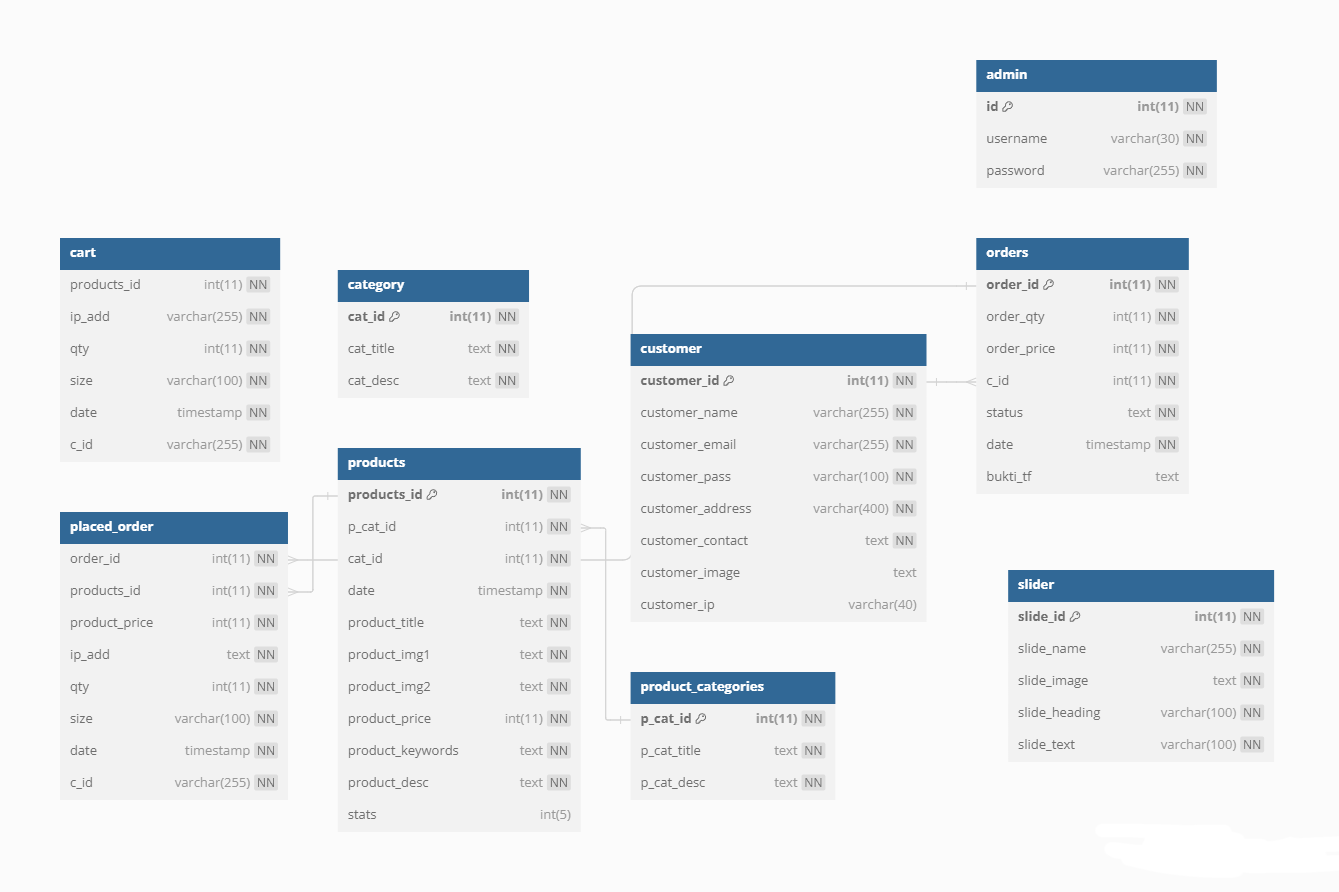 admin
id int(11) NN
username varchar(30) NN
password varchar(255) NN
cart
products_id int(11) NN
ip_add varchar(255) NN
qty int(11) NN
size varchar(100) NN
date timestamp NN
c_id varchar(255) NN
category
cat_id int(11) NN
cat_title text NN
cat_desc text NN
orders
order_id int(11) NN
order_qty int(11) NN
order_price int(11) NN
c_id int(11) NN
status text NN
date timestamp NN
bukti_tf text
customer
customer_id int(11) NN
customer_name varchar(255) NN
customer_email varchar(255) NN
customer_pass varchar(100) NN
customer_address varchar(400) NN
customer_contact text NN
customer_image text
customer_ip varchar(40)
products
products_id int(11) NN
p_cat_id int(11) NN
cat_id int(11) NN
date timestamp NN
product_title text NN
product_img1 text NN
product_img2 text NN
product_price int(11) NN
product_keywords text NN
product_desc text NN
stats int(5)
placed_order
order_id int(11) NN
products_id int(11) NN
product_price int(11) NN
ip_add text NN
qty int(11) NN
size varchar(100) NN
date timestamp NN
c_id varchar(255) NN
product_categories
p_cat_id int(11) NN
p_cat_title text NN
p_cat_desc text NN
slider
slide_id int(11) NN
slide_name varchar(255) NN
slide_image text NN
slide_heading varchar(100) NN
slide_text varchar(100) NN